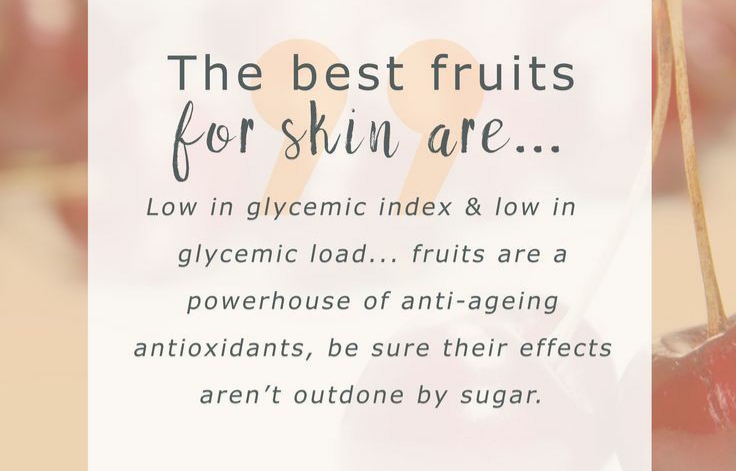 The best fruits
for skin are...
Low in glycemic index & low in
glycemic load... fruits are a
powerhouse of anti-ageing
antioxidants, be sure their effects
aren’t outdone by sugar.